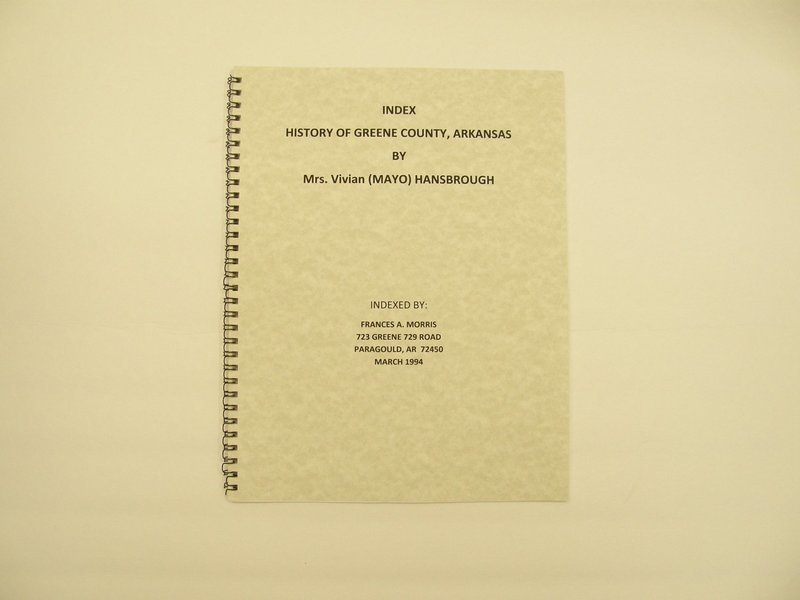 INDEX
HISTORY OF GREENE COUNTY, ARKANSAS
BY
Mrs. Vivian (MAYO) HANSBROUGH
INDEXED BY:
FRANCES A. MORRIS
723 GREENE 729 ROAD
PARAGOULD, AR 72450
MARCH 1994